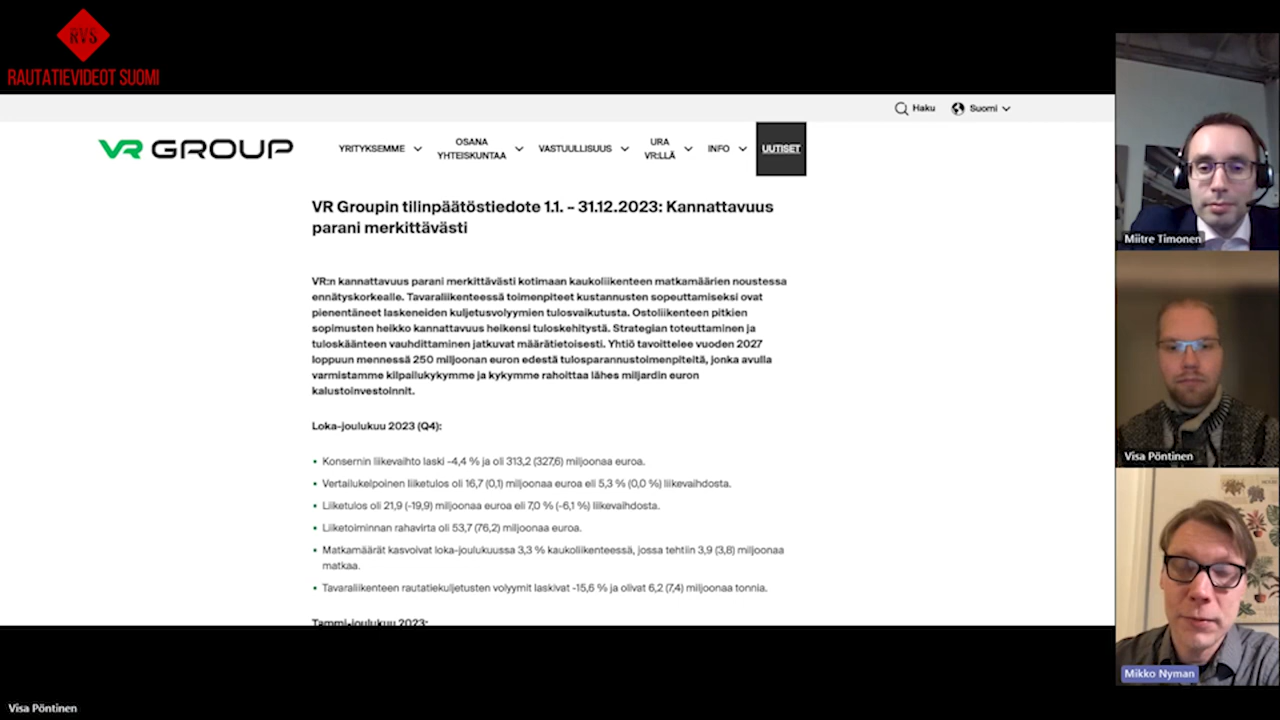 RVS
RAUTATIEVIDEOT SUOMI
Haku
Suomi
VR GROUP
YRITYKSEMME
OSANA
YHTEISKUNTAA
VASTUULLISUUS
URA
VR:LLÄ
INFO
UUTISET
VR Groupin tilinpäätöstiedote 1.1. – 31.12.2023: Kannattavuus
parani merkittävästi
VR:n kannattavuus parani merkittävästi kotimaan kaukoliikenteen matkamäärien noustessa
ennätyskorkealle. Tavaraliikenteessä toimenpiteet kustannusten sopeuttamiseksi ovat
pienentäneet laskeneiden kuljetusvolyymien tulosvaikutusta. Ostoliikenteen pitkien
sopimusten heikko kannattavuus heikensi tuloskehitystä. Strategian toteuttaminen ja
tuloskäänteen vauhdittaminen jatkuvat määrätietoisesti. Yhtiö tavoittelee vuoden 2027
loppuun mennessä 250 miljoonan euron edestä tulosparannustoimenpiteitä, jonka avulla
varmistamme kilpailukykymme ja kykymme rahoittaa lähes miljardin euron
kalustoinvestoinnit.
Loka-joulukuu 2023 (Q4):
• Konsernin liikevaihto laski -4,4 % ja oli 313,2 (327,6) miljoonaa euroa.
• Vertailukelpoinen liiketulos oli 16,7 (0,1) miljoonaa euroa eli 5,3 % (0,0 %) liikevaihdosta.
• Liiketulos oli 21,9 (-19,9) miljoonaa euroa eli 7,0 % (-6,1 %) liikevaihdosta.
• Liiketoiminnan rahavirta oli 53,7 (76,2) miljoonaa euroa.
• Matkamäärät kasvoivat loka-joulukuussa 3,3 % kaukoliikenteessä, jossa tehtiin 3,9 (3,8) miljoonaa
matkaa.
• Tavaraliikenteen rautatiekuljetusten volyymit laskivat -15,6 % ja olivat 6,2 (7,4) miljoonaa tonnia.
Tammi-joulukuu 2023:
Miitre Timonen
Visa Pöntinen
Mikko Nyman
Visa Pöntinen